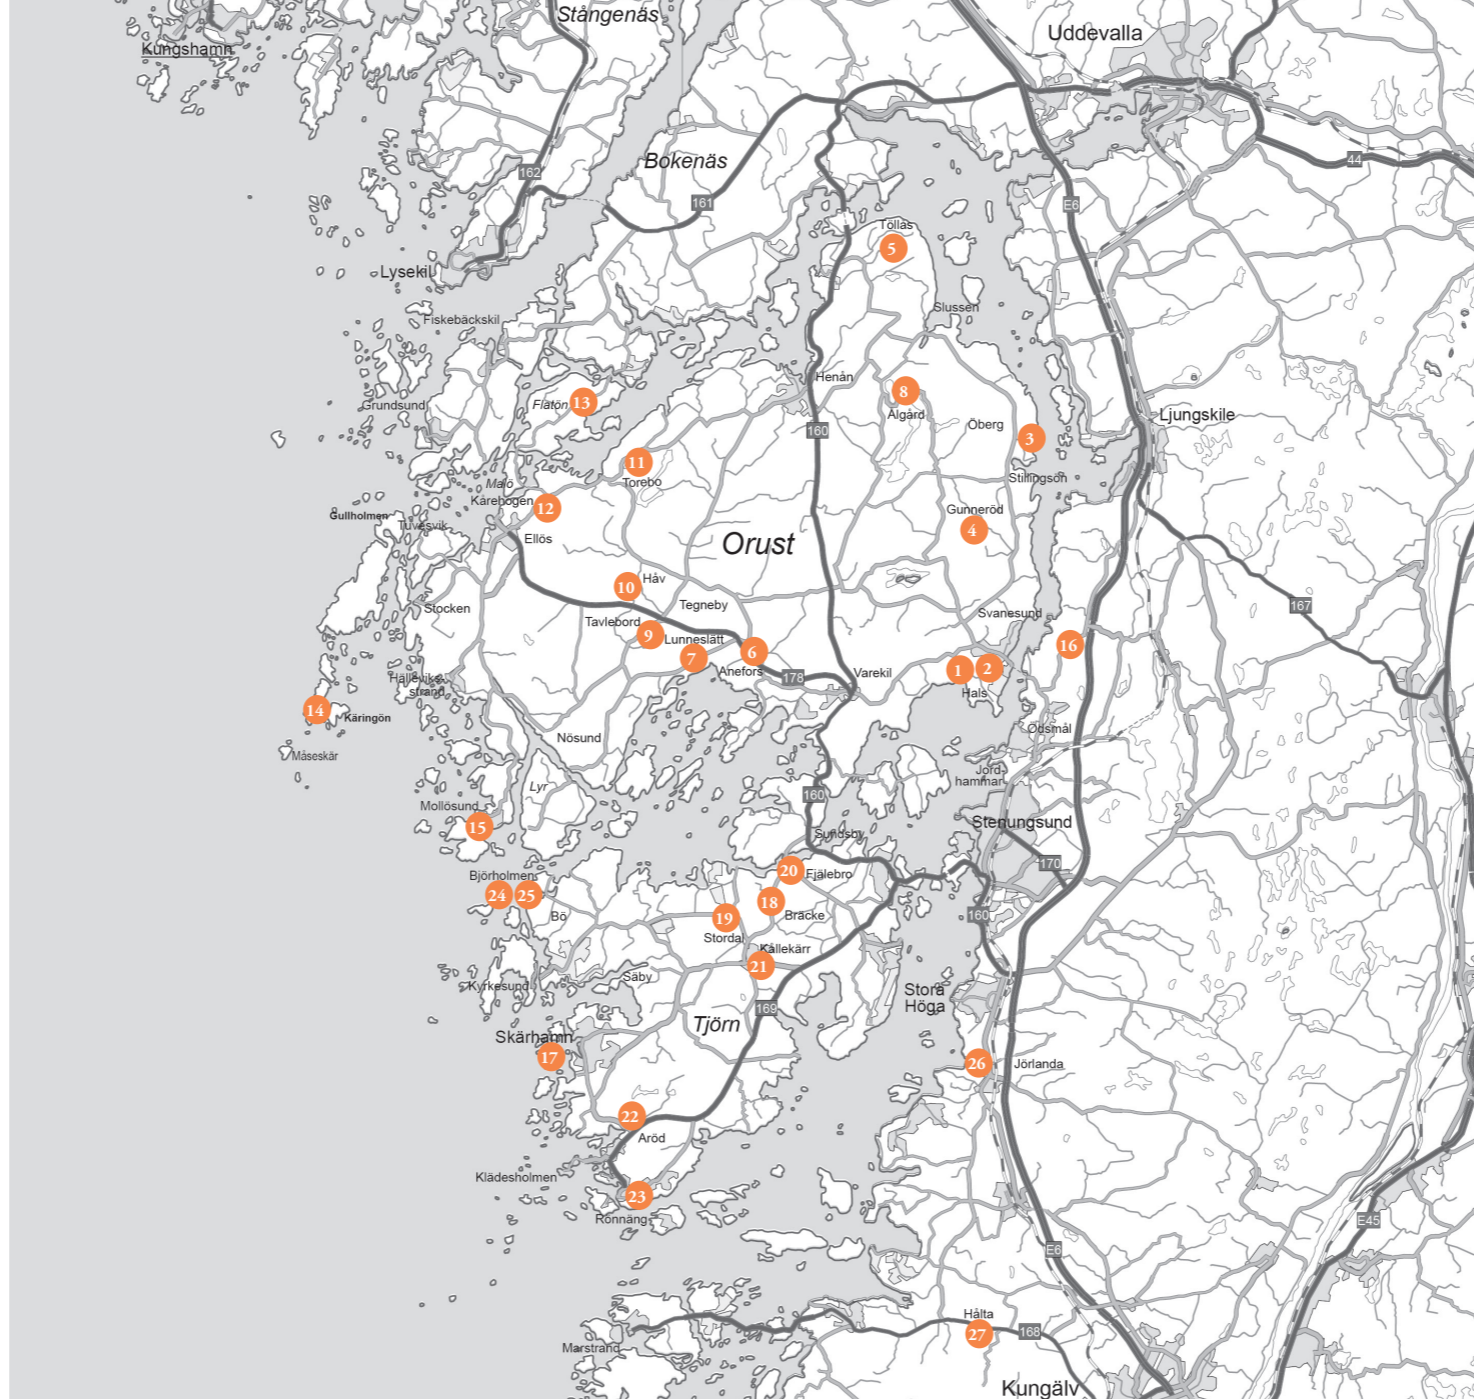 Stångenäs
Kungshamn
Uddevalla
44
Bokenäs
162
161
E6
Töllås
5
Lysekil
Slussen
Fiskebäckskil
Henån
8
Flatön 13
Grundsund
Ålgård
Ljungskile
160
Öberg
3
11
Torebo
Stillingsön
Malö
Kårehogen
12
Gullholmen
Tuvesvik
Gunneröd
4
Ellös
Orust
10
Håv
Stocken
Tegneby
167
Tavlebord
Svanesund
9
Lunneslätt
7
6
Anefors
178
Varekil
1
2
16
Hals
Hälleviks-
strand
14
Käringön
Måseskär
Nösund
Ödsmål
Jord-
hammar
Lyr
160
Mollösund
15
Sundsby
Stenungsund
170
Björholmen
24
25
20
Fjälebro
18
Bräcke
19
Stordal
Bö
160
Kållekärr
21
Säby
Kyrkesund
Stora
Höga
169
Tjörn
Skärhamn
17
26
Jörlanda
22
Aröd
Klädesholmen
23
Rönnäng
E45
E6
Hålta
27
168
Marstrand
Kungälv